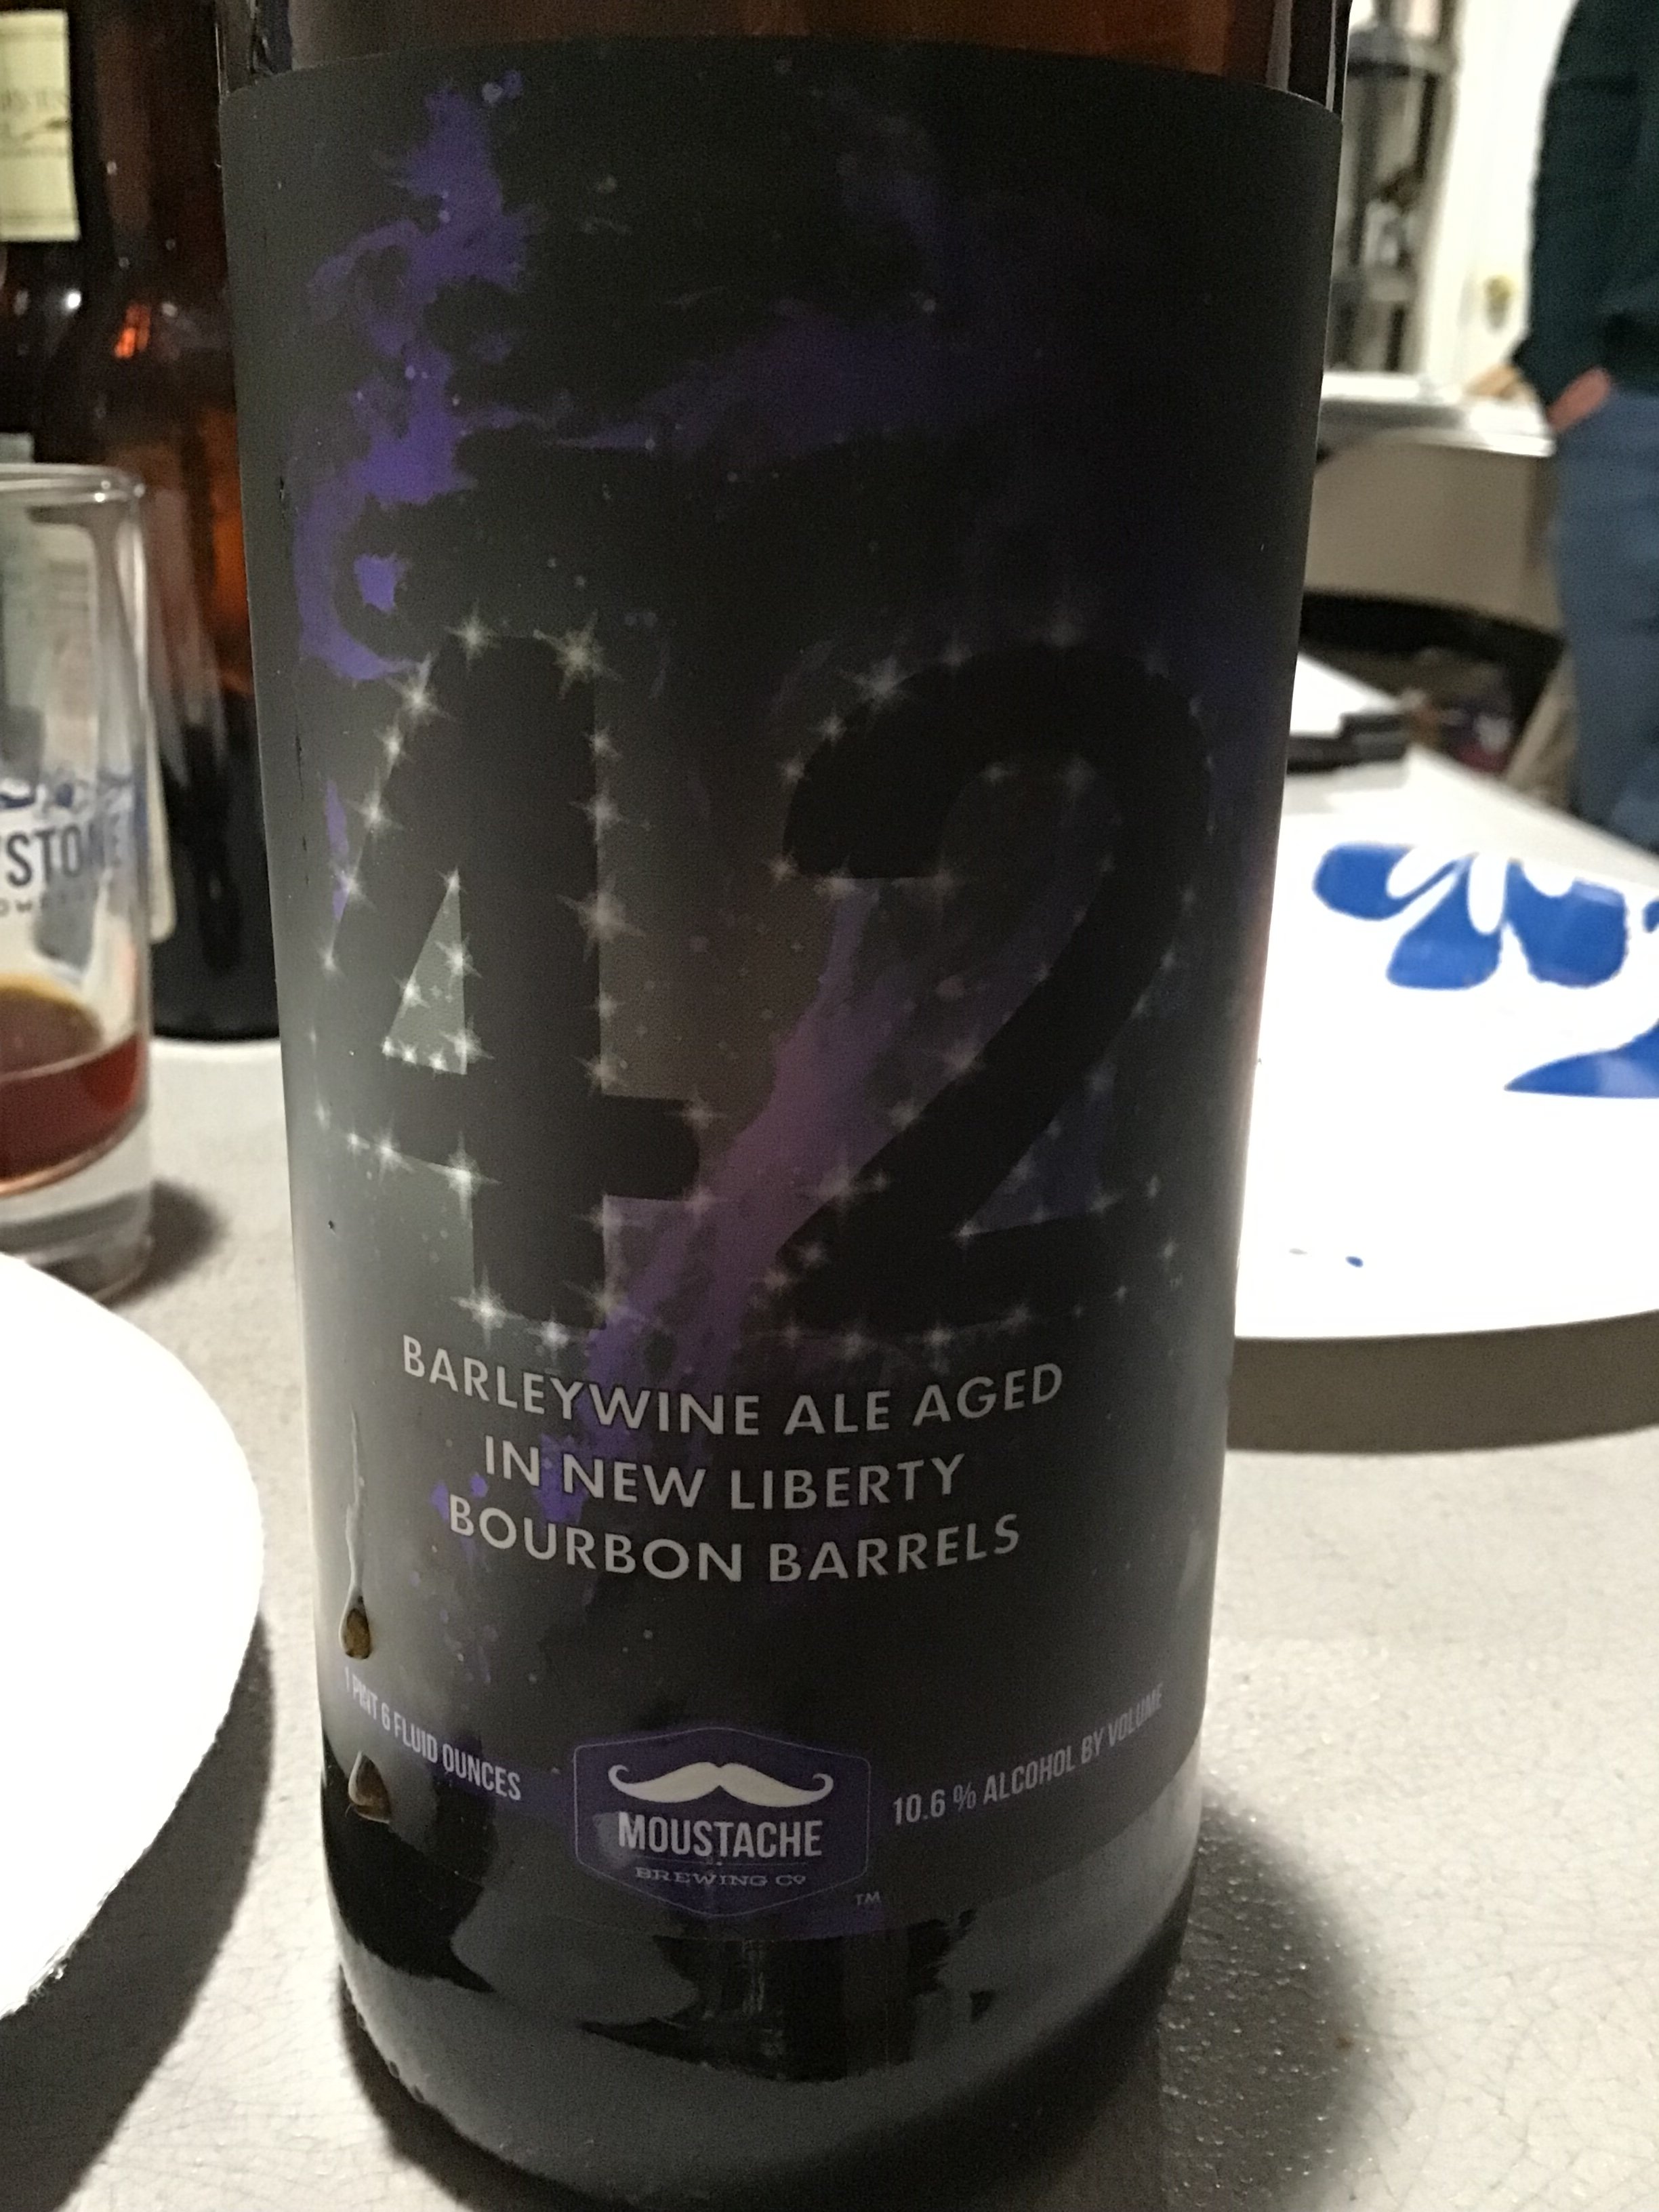 42
BARLEYWINE ALE AGED
IN NEW LIBERTY
BOURBON BARRELS
1 PINT 6 FLUID OUNCES
MOUSTACHE
BREWING Cº
TM
10.6 % ALCOHOL BY VOLUME